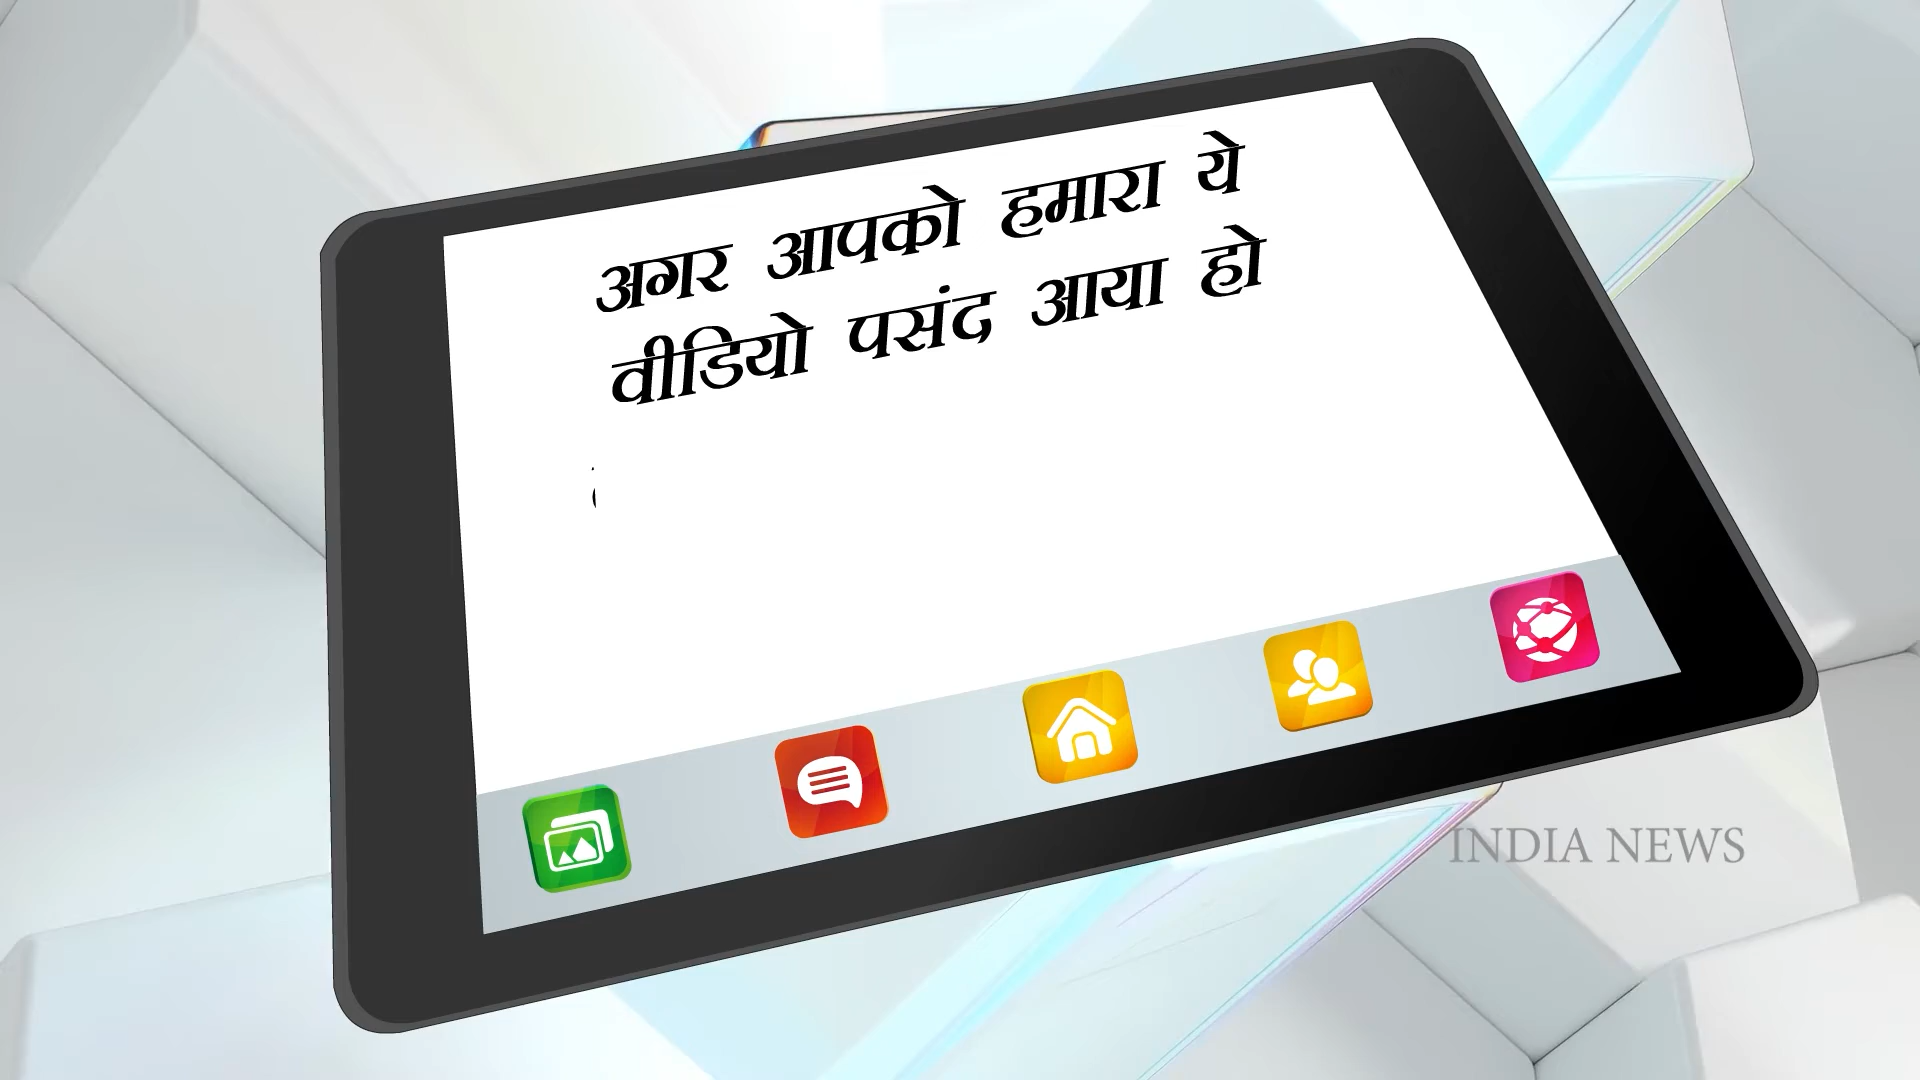 अगर आपको हमारा ये
वीडियो पसंद आया हो
INDIA NEWS